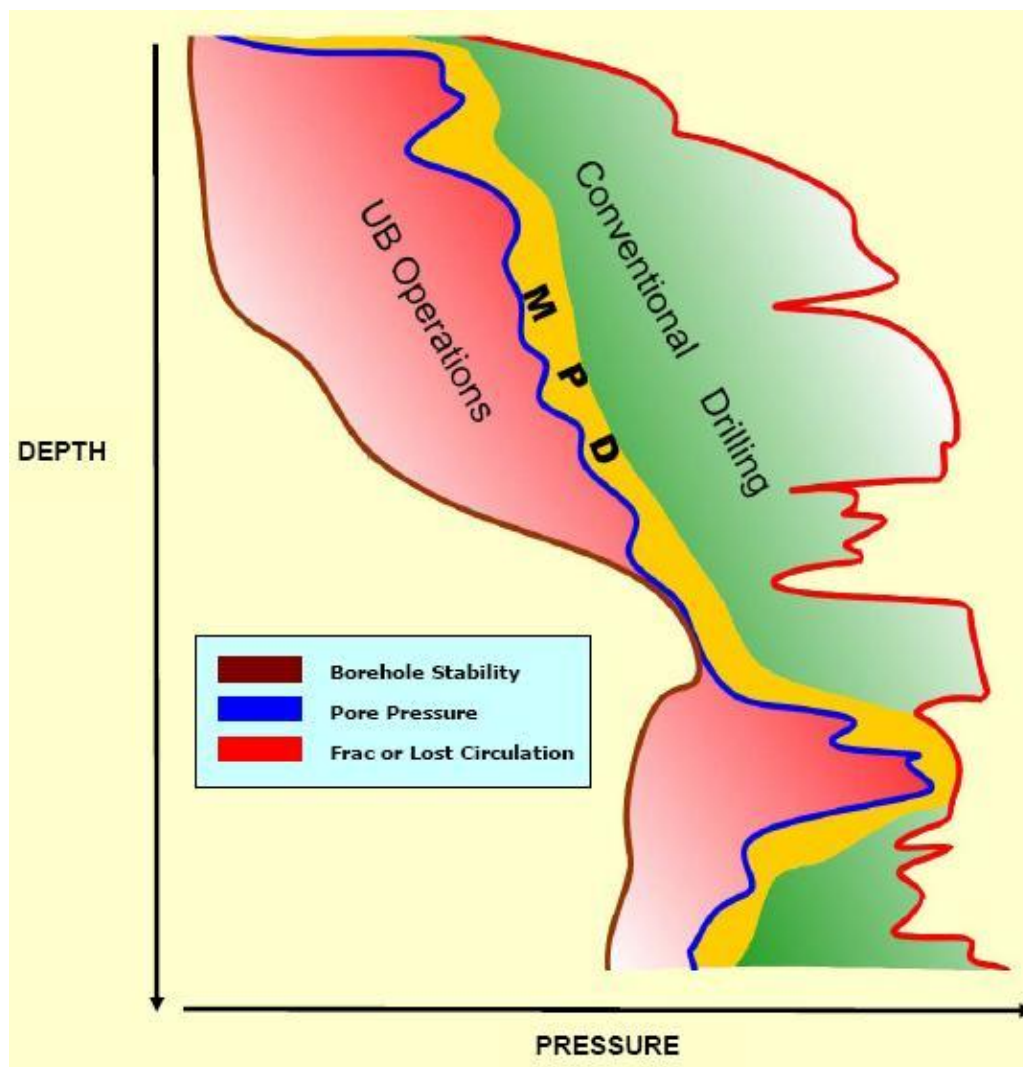 UB Operations
Conventional Drilling
M P D
DEPTH
Borehole Stability
Pore Pressure
Frac or Lost Circulation
PRESSURE